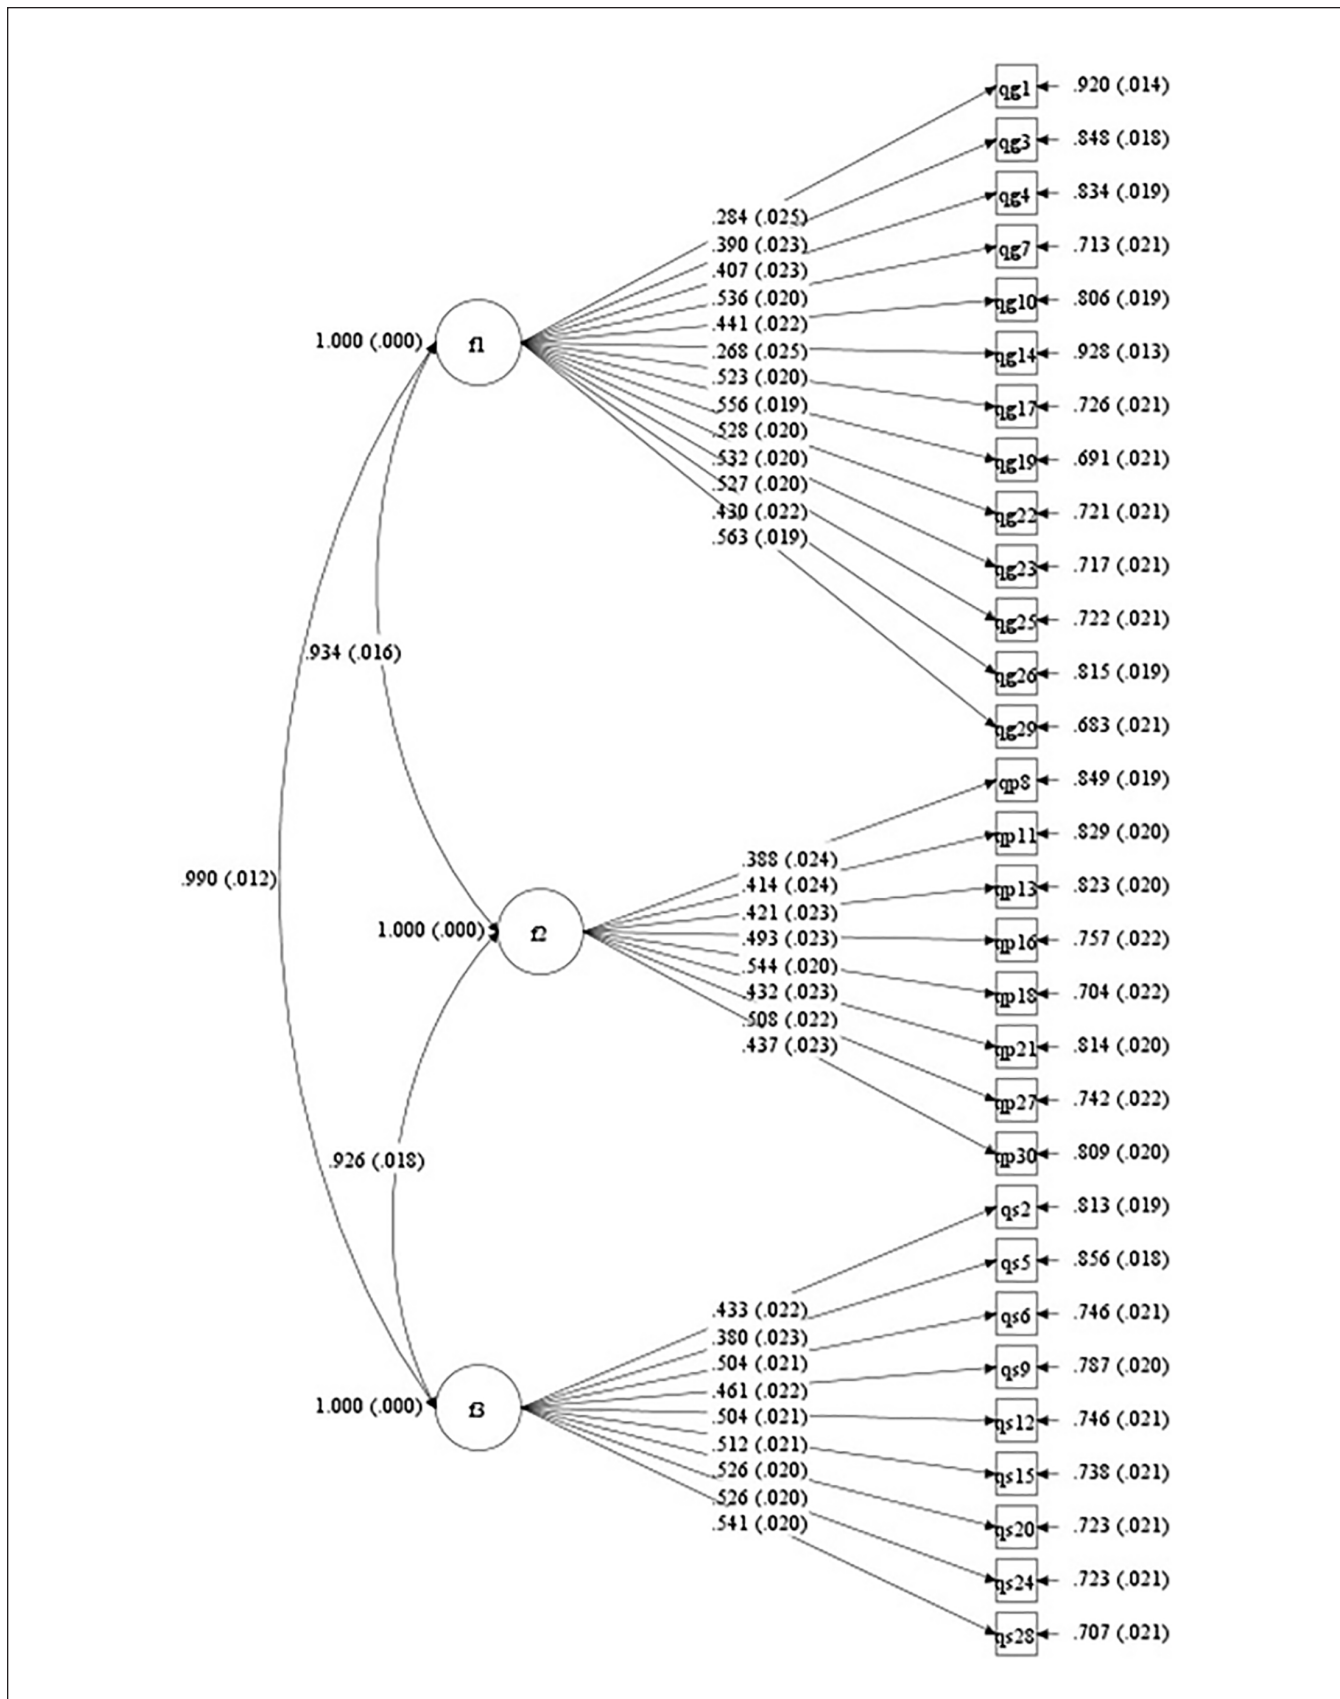 qg1 .920 (.014)
qg3 .848 (.018)
qg4 .834 (.019)
.284 (.025)
.390 (.023)
qg7 .713 (.021)
.407 (.023)
.536 (.020)
qg10 .806 (.019)
.441 (.022)
1.000 (.000) f1
.268 (.025)
qg14 .928 (.013)
.523 (.020)
.556 (.019)
qg17 .726 (.021)
.528 (.020)
.532 (.020)
qg19 .691 (.021)
.527 (.020)
.430 (.022)
qg22 .721 (.021)
.563 (.019)
qg23 .717 (.021)
qg25 .722 (.021)
.934 (.016)
qg26 .815 (.019)
qg29 .683 (.021)
qp8 .849 (.019)
qp11 .829 (.020)
.388 (.024)
.990 (.012)
.414 (.024)
qp13 .823 (.020)
.421 (.023)
1.000 (.000) f2
.493 (.023)
qp16 .757 (.022)
.544 (.020)
.432 (.023)
qp18 .704 (.022)
.508 (.022)
.437 (.023)
qp21 .814 (.020)
qp27 .742 (.022)
qp30 .809 (.020)
.926 (.018)
qs2 .813 (.019)
qs5 .856 (.018)
.433 (.022)
qs6 .746 (.021)
.380 (.023)
.504 (.021)
qs9 .787 (.020)
.461 (.022)
1.000 (.000) f3
.504 (.021)
qs12 .746 (.021)
.512 (.021)
.526 (.020)
qs15 .738 (.021)
.526 (.020)
.541 (.020)
qs20 .723 (.021)
qs24 .723 (.021)
qs28 .707 (.021)